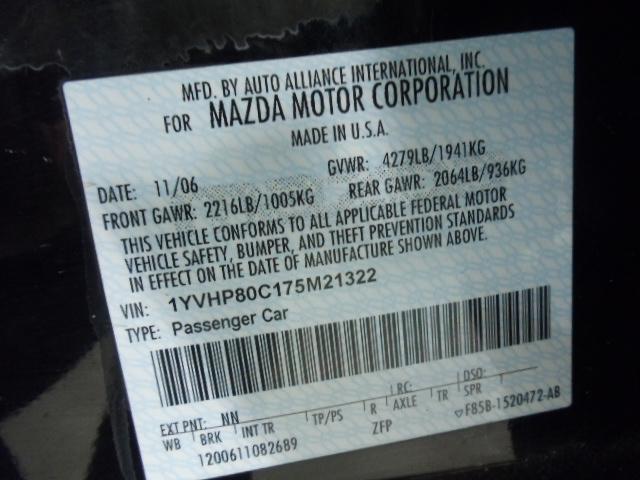 MFD. BY AUTO ALLIANCE INTERNATIONAL, INC.
FOR MAZDA MOTOR CORPORATION
MADE IN U.S.A.
DATE: 11/06 GVWR: 4279LB/1941KG
FRONT GAWR: 2216LB/1005KG REAR GAWR: 2064LB/936KG
THIS VEHICLE CONFORMS TO ALL APPLICABLE FEDERAL MOTOR
VEHICLE SAFETY, BUMPER, AND THEFT PREVENTION STANDARDS
IN EFFECT ON THE DATE OF MANUFACTURE SHOWN ABOVE.
VIN: 1YVHP80C175M21322
TYPE: Passenger Car
EXT PNT: NN RC: DSO:
WB BRK INT TR TP/PS R AXLE TR SPR
1200611082689 ZFP F85B-1520472-AB